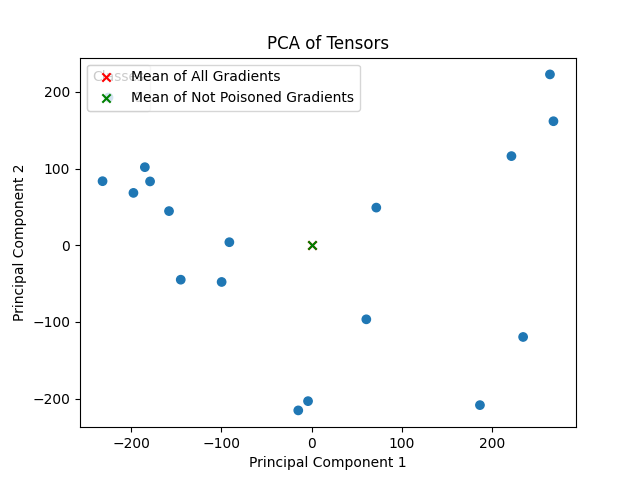 PCA of Tensors
Classes
Mean of All Gradients
Mean of Not Poisoned Gradients
Principal Component 2
200
100
0
−100
−200
−200
−100
0
100
200
Principal Component 1